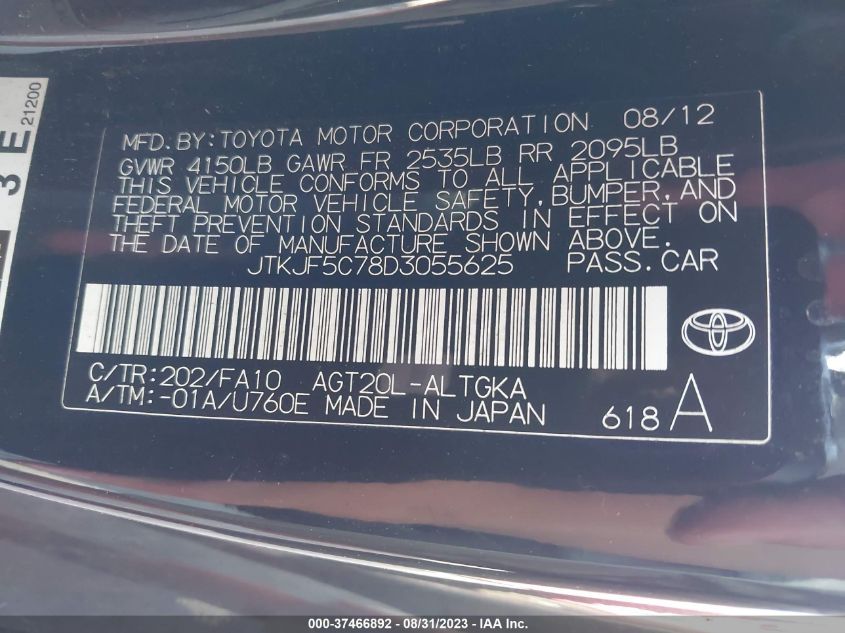 3 E
21200
MFD. BY: TOYOTA MOTOR CORPORATION 08/12
GVWR 4150LB GAWR FR 2535LB RR 2095LB
THIS VEHICLE CONFORMS TO ALL APPLICABLE
FEDERAL MOTOR VEHICLE SAFETY, BUMPER, AND
THEFT PREVENTION STANDARDS IN EFFECT ON
THE DATE OF MANUFACTURE SHOWN ABOVE.
JTKJF5C78D3055625 PASS.CAR
C/TR:202/FA10 AGT20L-ALTGKA
A/TM:-01A/U760E MADE IN JAPAN 618 A
000-37466892 - 08/31/2023 - IAA Inc.